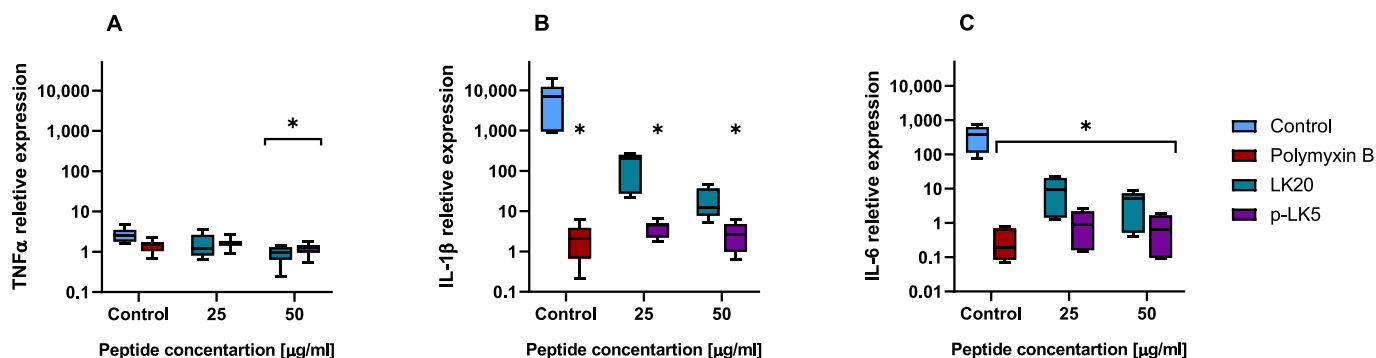 A
TNFα reletive expression
10,000
1,000
100
10
1
0.1
*
Control 25 50
Peptide concentartion [μg/ml]
B
IL-1β reletive expression
10,000
1,000
100
10
1
0.1
* * *
Control 25 50
Peptide concentartion [μg/ml]
C
IL-6 reletive expression
10,000
1,000
100
10
1
0.1
0.01
*
Control 25 50
Peptide concentartion [μg/ml]
Control
Polymyxin B
LK20
p-LK5